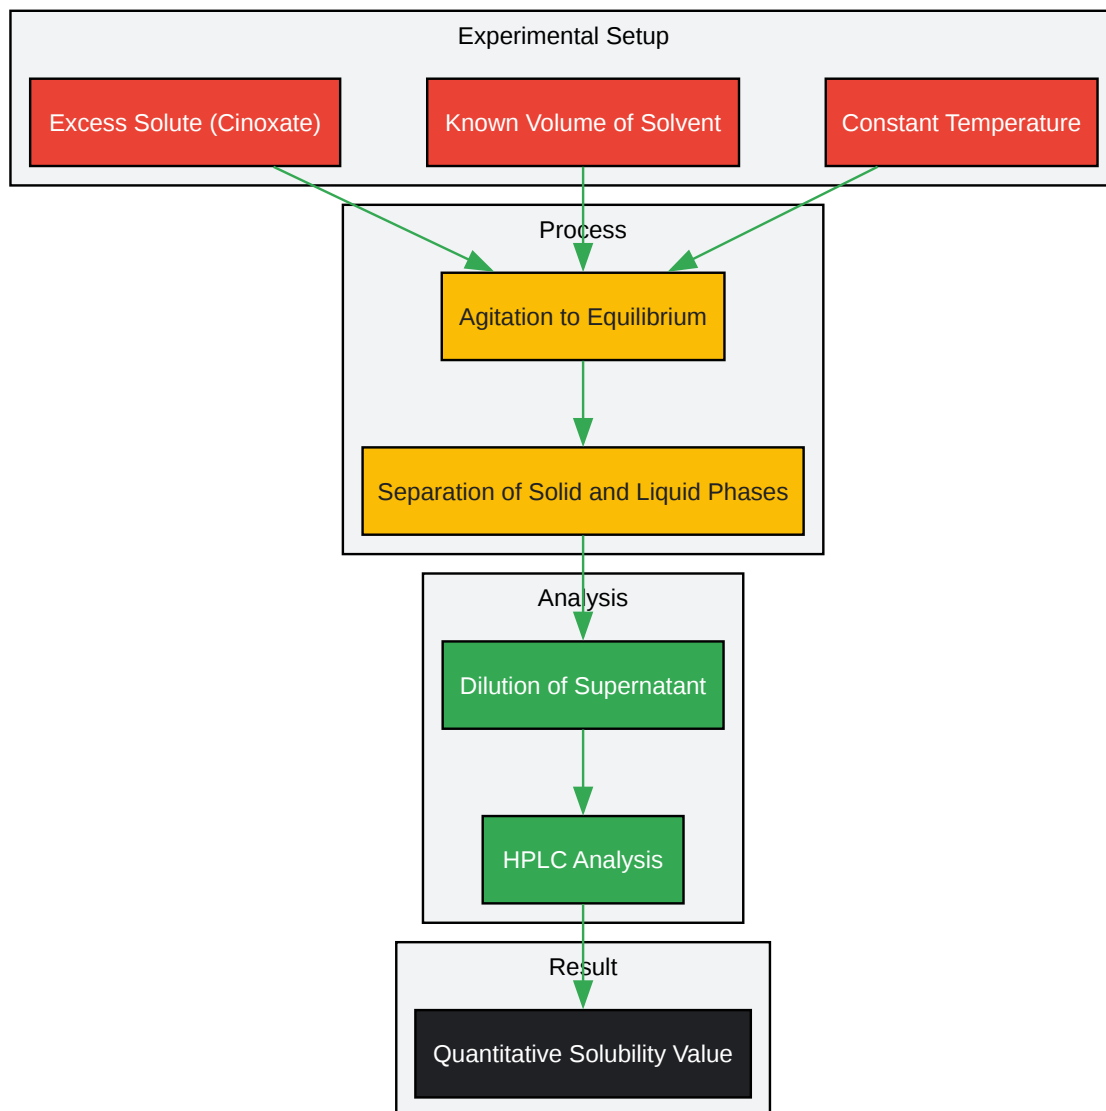 Experimental Setup
Excess Solute (Cinoxate)
Known Volume of Solvent
Constant Temperature
Process
Agitation to Equilibrium
Separation of Solid and Liquid Phases
Analysis
Dilution of Supernatant
HPLC Analysis
Result
Quantitative Solubility Value